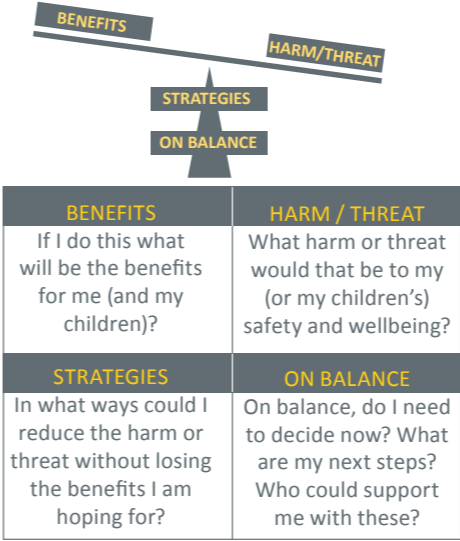 BENEFITS
HARM/THREAT
STRATEGIES
ON BALANCE
BENEFITS
If I do this what
will be the benefits
for me (and my
children)?
HARM / THREAT
What harm or threat
would that be to my
(or my children’s)
safety and wellbeing?
STRATEGIES
In what ways could I
reduce the harm or
threat without losing
the benefits I am
hoping for?
ON BALANCE
On balance, do I need
to decide now? What
are my next steps?
Who could support
me with these?